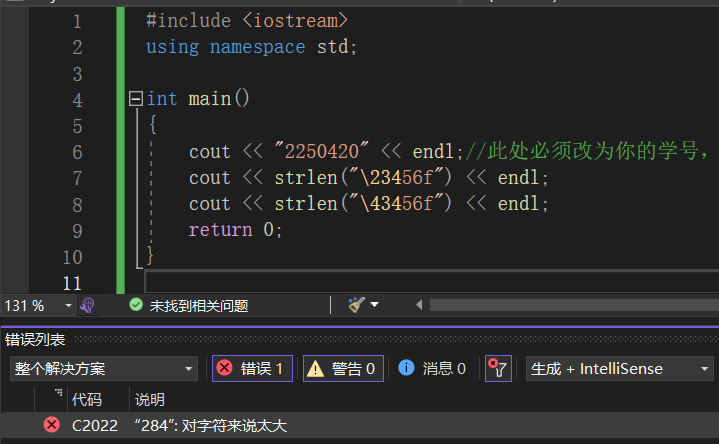 1 #include <iostream>
2 using namespace std;
3
4 int main()
5 {
6 cout << "2250420" << endl;//此处必须改为你的学号，
7 cout << strlen("\23456f") << endl;
8 cout << strlen("\43456f") << endl;
9 return 0;
10 }
11
131 % 未找到相关问题
错误列表
整个解决方案 错误 1 警告 0 消息 0 生成 + IntelliSense
代码 说明
C2022 “284”: 对字符来说太大